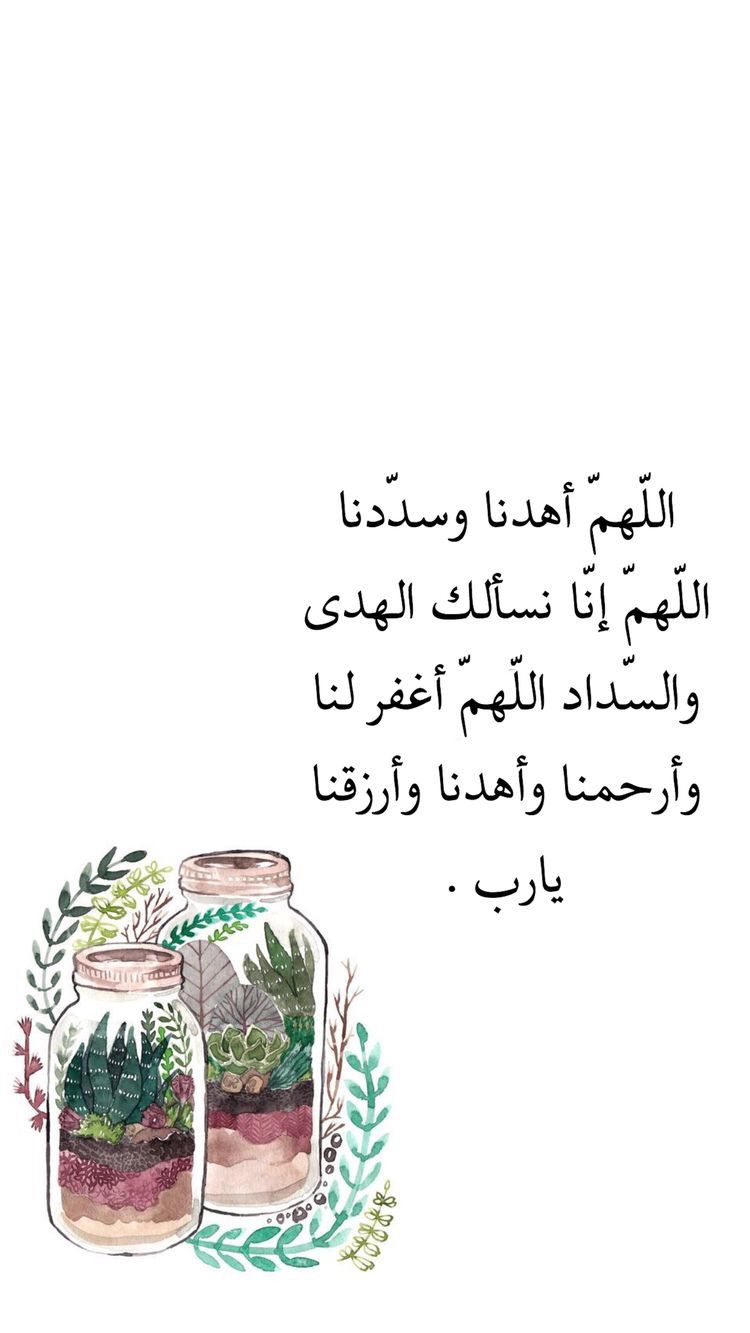 اللّهمّ أهدنا وسدّدنا
اللّهمّ إنّا نسألك الهدى
والسّداد اللّهمّ أغفر لنا
وأرحمنا وأهدنا وأرزقنا
يارب .